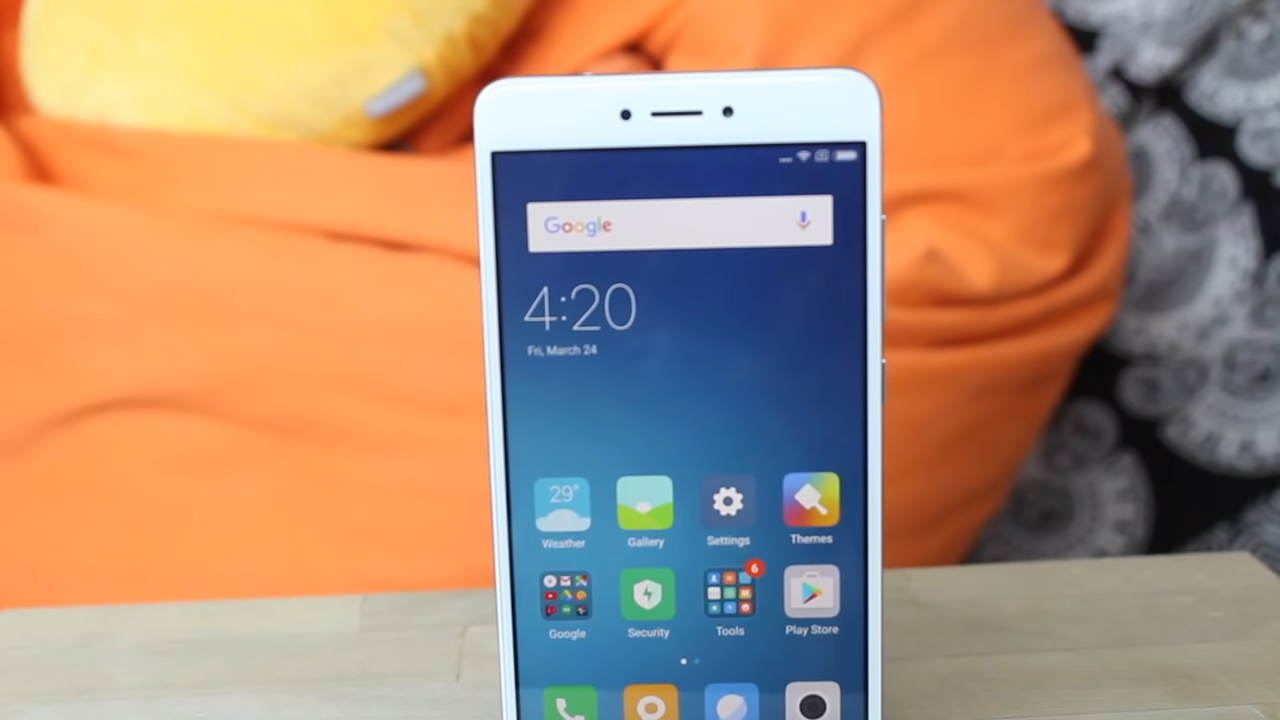 Google
4:20
Fri, March 24
29°
Weather
Gallery
Settings
Themes
6
Google
Security
Tools
Play Store